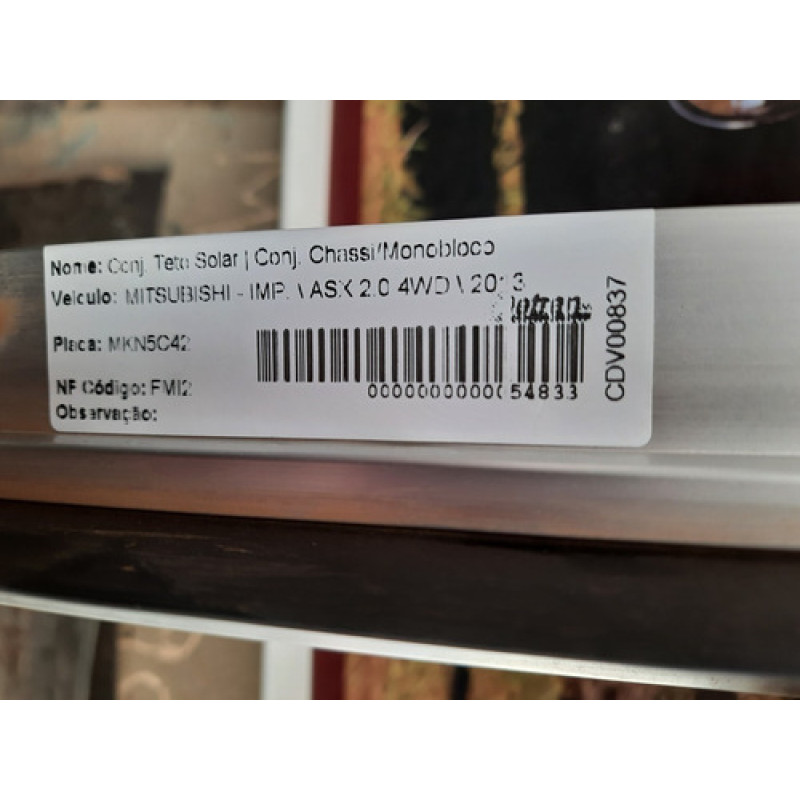 Nome: Conj. Teto Solar | Conj. Chassi/Monobloco
Veiculo: MITSUBISHI - IMP. \ ASX 2.0 4WD \ 2013
Placa: MKN5C42
NF Código: FMI2
000000000000054833
Observação:
CDV00837